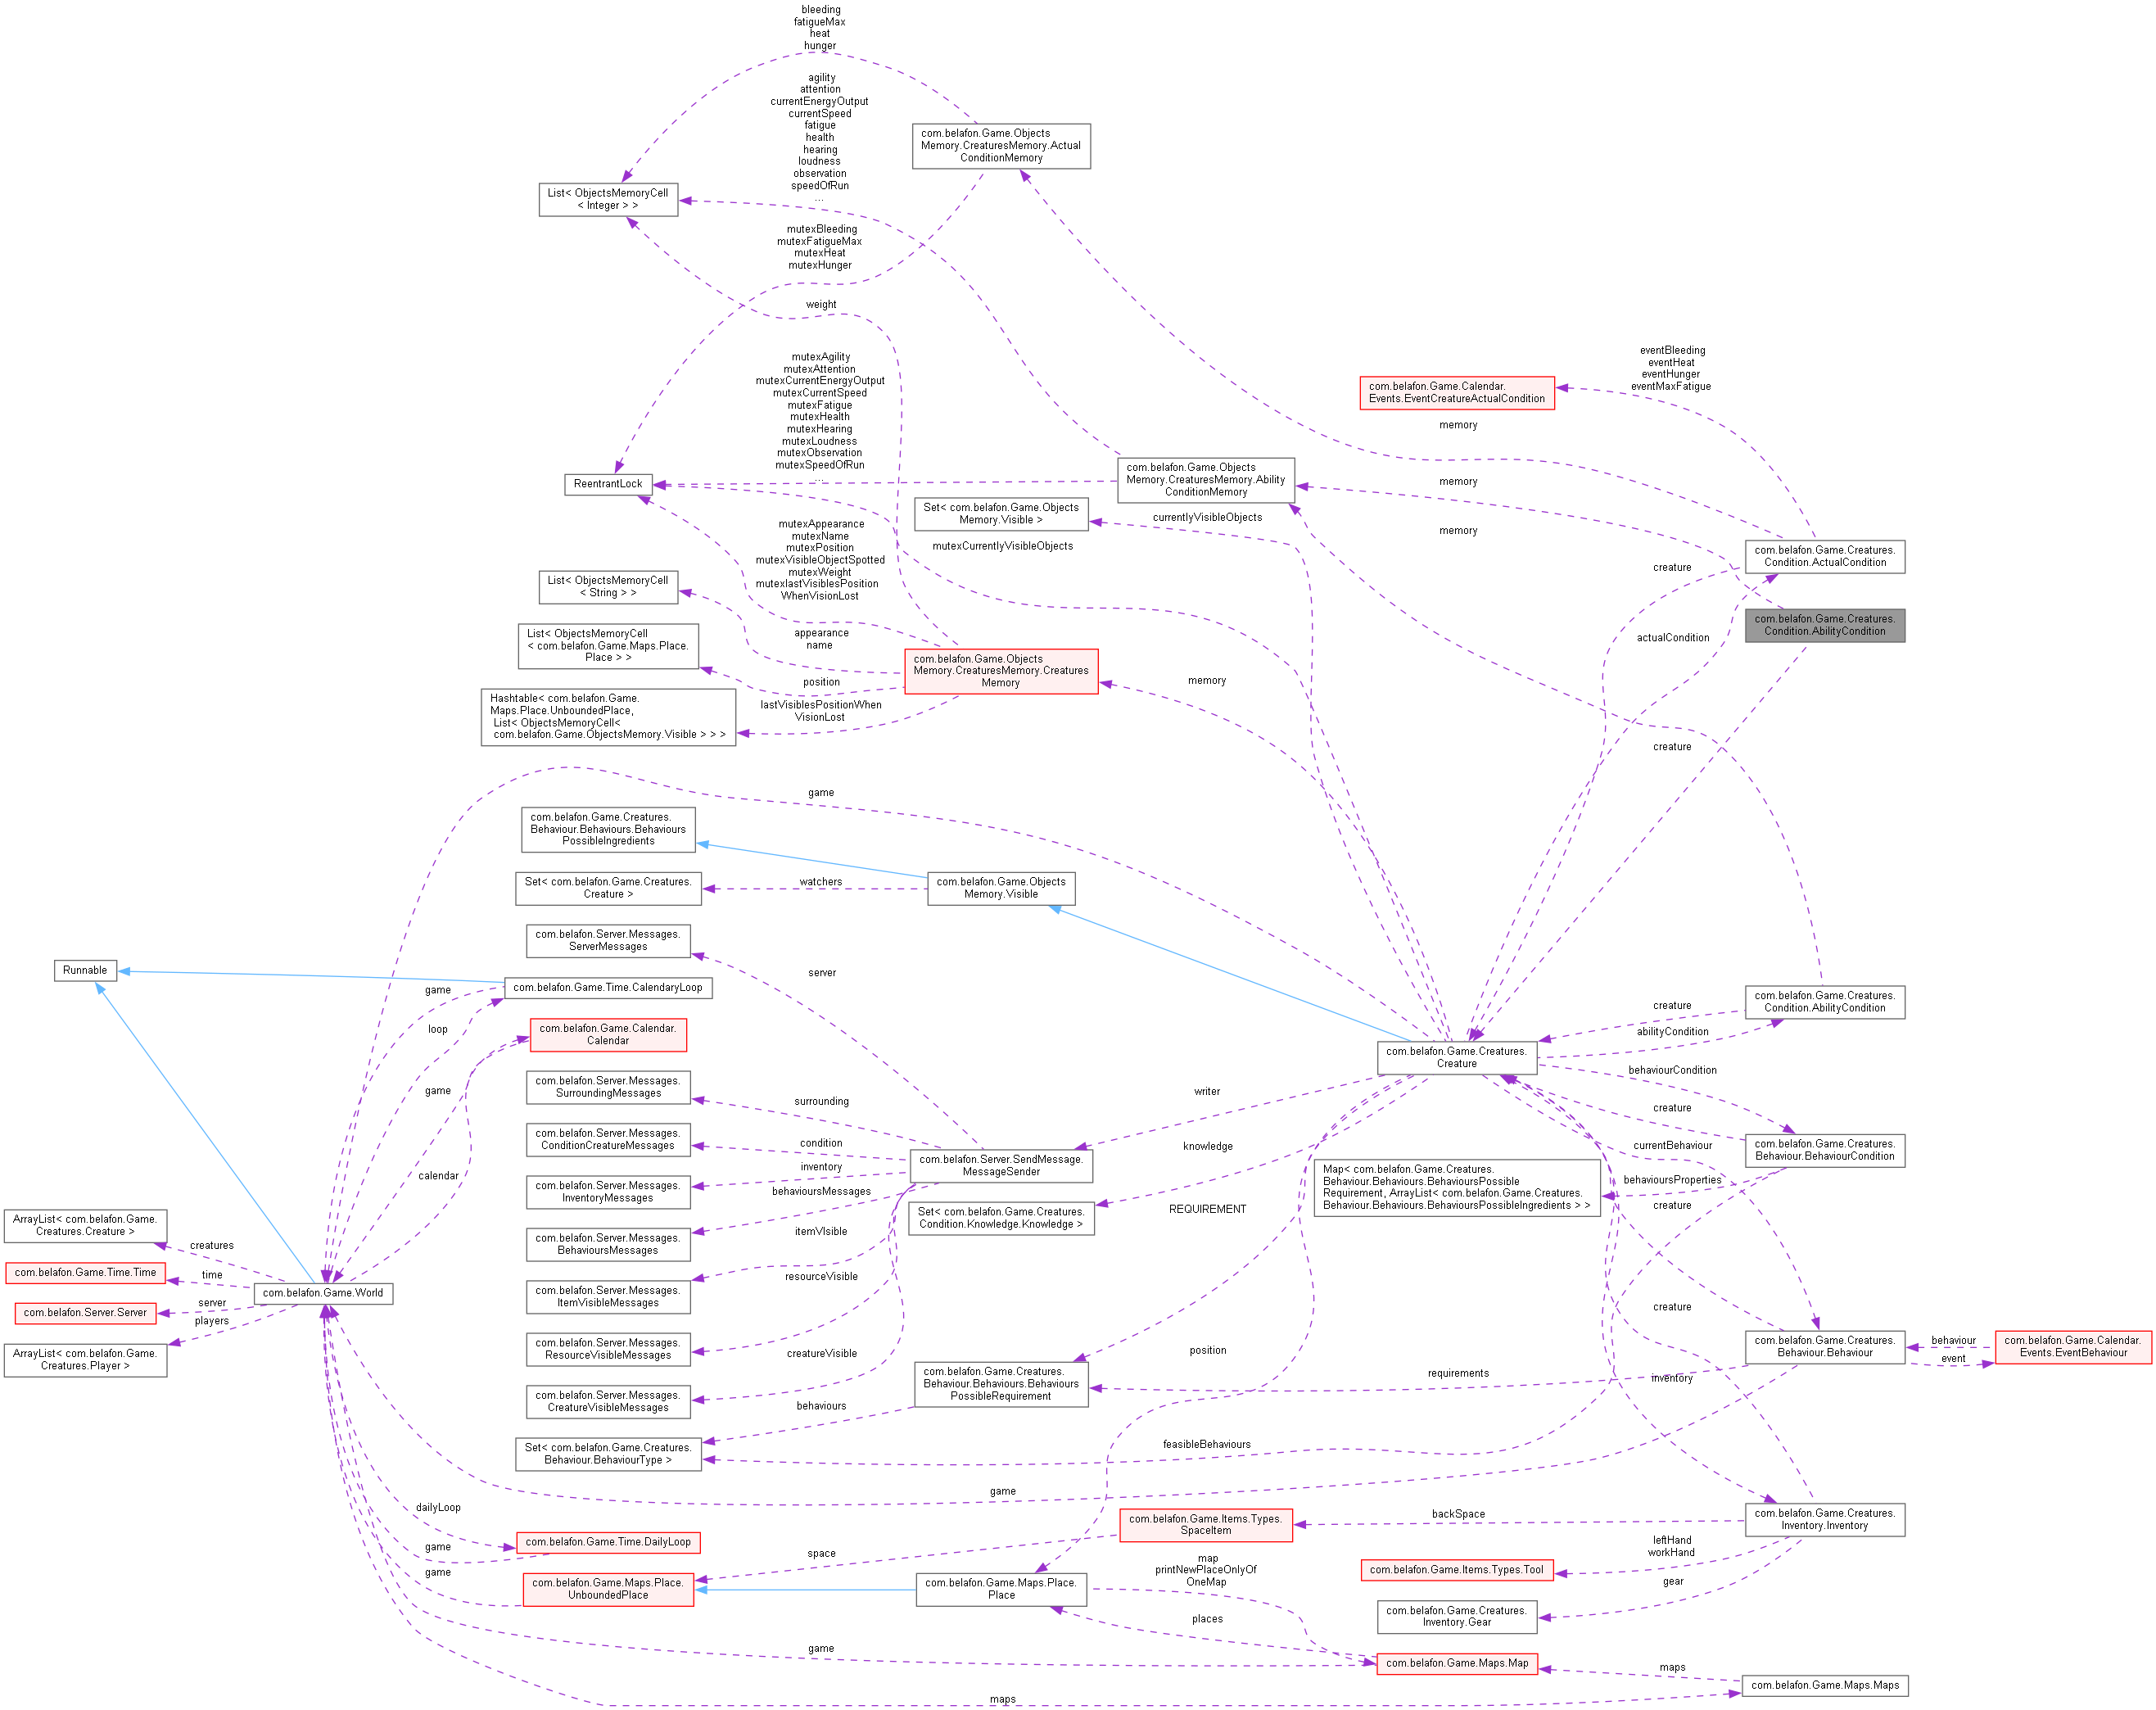 bleeding
fatigueMax
heat
hunger
agility
attention
currentEnergyOutput
currentSpeed
fatigue
health
hearing
loudness
observation
speedOfRun
...
com.belafon.Game.Objects
Memory.CreaturesMemory.Actual
ConditionMemory
List< ObjectsMemoryCell
< Integer > >
mutexBleeding
mutexFatigueMax
mutexHeat
mutexHunger
weight
mutexAgility
mutexAttention
mutexCurrentEnergyOutput
mutexCurrentSpeed
mutexFatigue
mutexHealth
mutexHearing
mutexLoudness
mutexObservation
mutexSpeedOfRun
...
eventBleeding
eventHeat
eventHunger
eventMaxFatigue
com.belafon.Game.Calendar.
Events.EventCreatureActualCondition
memory
ReentrantLock
com.belafon.Game.Objects
Memory.CreaturesMemory.Ability
ConditionMemory
memory
Set< com.belafon.Game.Objects
Memory.Visible >
currentlyVisibleObjects
memory
mutexCurrentlyVisibleObjects
mutexAppearance
mutexName
mutexPosition
mutexVisibleObjectSpotted
mutexWeight
mutexlastVisiblesPosition
WhenVisionLost
com.belafon.Game.Creatures.
Condition.ActualCondition
creature
List< ObjectsMemoryCell
< String > >
com.belafon.Game.Creatures.
Condition.AbilityCondition
List< ObjectsMemoryCell
< com.belafon.Game.Maps.Place.
Place > >
appearance
name
actualCondition
com.belafon.Game.Objects
Memory.CreaturesMemory.Creatures
Memory
position
memory
Hashtable< com.belafon.Game.
Maps.Place.UnboundedPlace,
List< ObjectsMemoryCell<
com.belafon.Game.ObjectsMemory.Visible > > >
lastVisiblesPositionWhen
VisionLost
creature
game
com.belafon.Game.Creatures.
Behaviour.Behaviours.Behaviours
PossibleIngredients
Set< com.belafon.Game.Creatures.
Creature >
watchers
com.belafon.Game.Objects
Memory.Visible
com.belafon.Server.Messages.
ServerMessages
Runnable
server
com.belafon.Game.Time.CalendaryLoop
game
com.belafon.Game.Creatures.
Condition.AbilityCondition
creature
loop
com.belafon.Game.Calendar.
Calendar
abilityCondition
com.belafon.Game.Creatures.
Creature
com.belafon.Server.Messages.
SurroundingMessages
game
surrounding
writer
behaviourCondition
creature
com.belafon.Server.Messages.
ConditionCreatureMessages
condition
knowledge
currentBehaviour
com.belafon.Game.Creatures.
Behaviour.BehaviourCondition
com.belafon.Server.SendMessage.
MessageSender
calendar
com.belafon.Server.Messages.
InventoryMessages
inventory
behavioursMessages
Map< com.belafon.Game.Creatures.
Behaviour.Behaviours.BehavioursPossible
Requirement, ArrayList< com.belafon.Game.Creatures.
Behaviour.Behaviours.BehavioursPossibleIngredients > >
behavioursProperties
creature
REQUIREMENT
Set< com.belafon.Game.Creatures.
Condition.Knowledge.Knowledge >
ArrayList< com.belafon.Game.
Creatures.Creature >
creatures
com.belafon.Server.Messages.
BehavioursMessages
itemVIsible
com.belafon.Game.Time.Time
time
resourceVisible
com.belafon.Game.World
com.belafon.Server.Messages.
ItemVisibleMessages
com.belafon.Server.Server
server
players
creature
com.belafon.Server.Messages.
ResourceVisibleMessages
creatureVisible
position
ArrayList< com.belafon.Game.
Creatures.Player >
com.belafon.Game.Creatures.
Behaviour.Behaviour
behaviour
event
com.belafon.Game.Calendar.
Events.EventBehaviour
com.belafon.Game.Creatures.
Behaviour.Behaviours.Behaviours
PossibleRequirement
requirements
inventory
com.belafon.Server.Messages.
CreatureVisibleMessages
behaviours
Set< com.belafon.Game.Creatures.
Behaviour.BehaviourType >
feasibleBehaviours
game
dailyLoop
com.belafon.Game.Items.Types.
SpaceItem
backSpace
com.belafon.Game.Creatures.
Inventory.Inventory
com.belafon.Game.Time.DailyLoop
game
space
leftHand
workHand
map
printNewPlaceOnlyOf
OneMap
com.belafon.Game.Items.Types.Tool
game
com.belafon.Game.Maps.Place.
UnboundedPlace
com.belafon.Game.Maps.Place.
Place
gear
com.belafon.Game.Creatures.
Inventory.Gear
places
game
com.belafon.Game.Maps.Map
maps
com.belafon.Game.Maps.Maps
maps